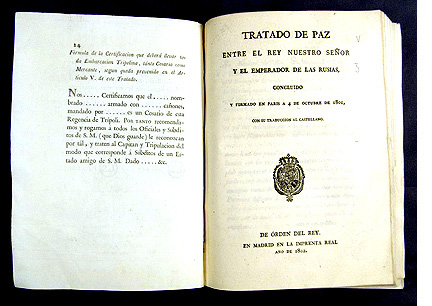 14
Fórmula de la Certificacion que deberá llevar toda
da Embarcacion Tripolina, tanto Corsario como
Mercante, segun queda prevenido en el Ar-
tículo V. de este Tratado.
Nos ..... Certificamos que el ..... nom-
brado ...... armado con ...... cañones,
mandado por ...... es un Corsario de esta
Regencia de Trípoli. POR TANTO recomenda-
mos y rogamos á todos los Oficiales y Súbdi-
tos de S. M. (que Dios guarde) le reconozcan
por tal, y traten al Capitan y Tripulacion del
modo que corresponde á Súbditos de un Es-
tado amigo de S. M. Dado ..... &c.
TRATADO DE PAZ
ENTRE EL REY NUESTRO SEÑOR
Y EL EMPERADOR DE LAS RUSIAS,
CONCLUIDO
Y FIRMADO EN PARIS A 4 DE OCTUBRE DE 1801,
CON SU TRADUCCION AL CASTELLANO.
DE ÓRDEN DEL REY.
EN MADRID EN LA IMPRENTA REAL
AÑO DE 1802.
V
3